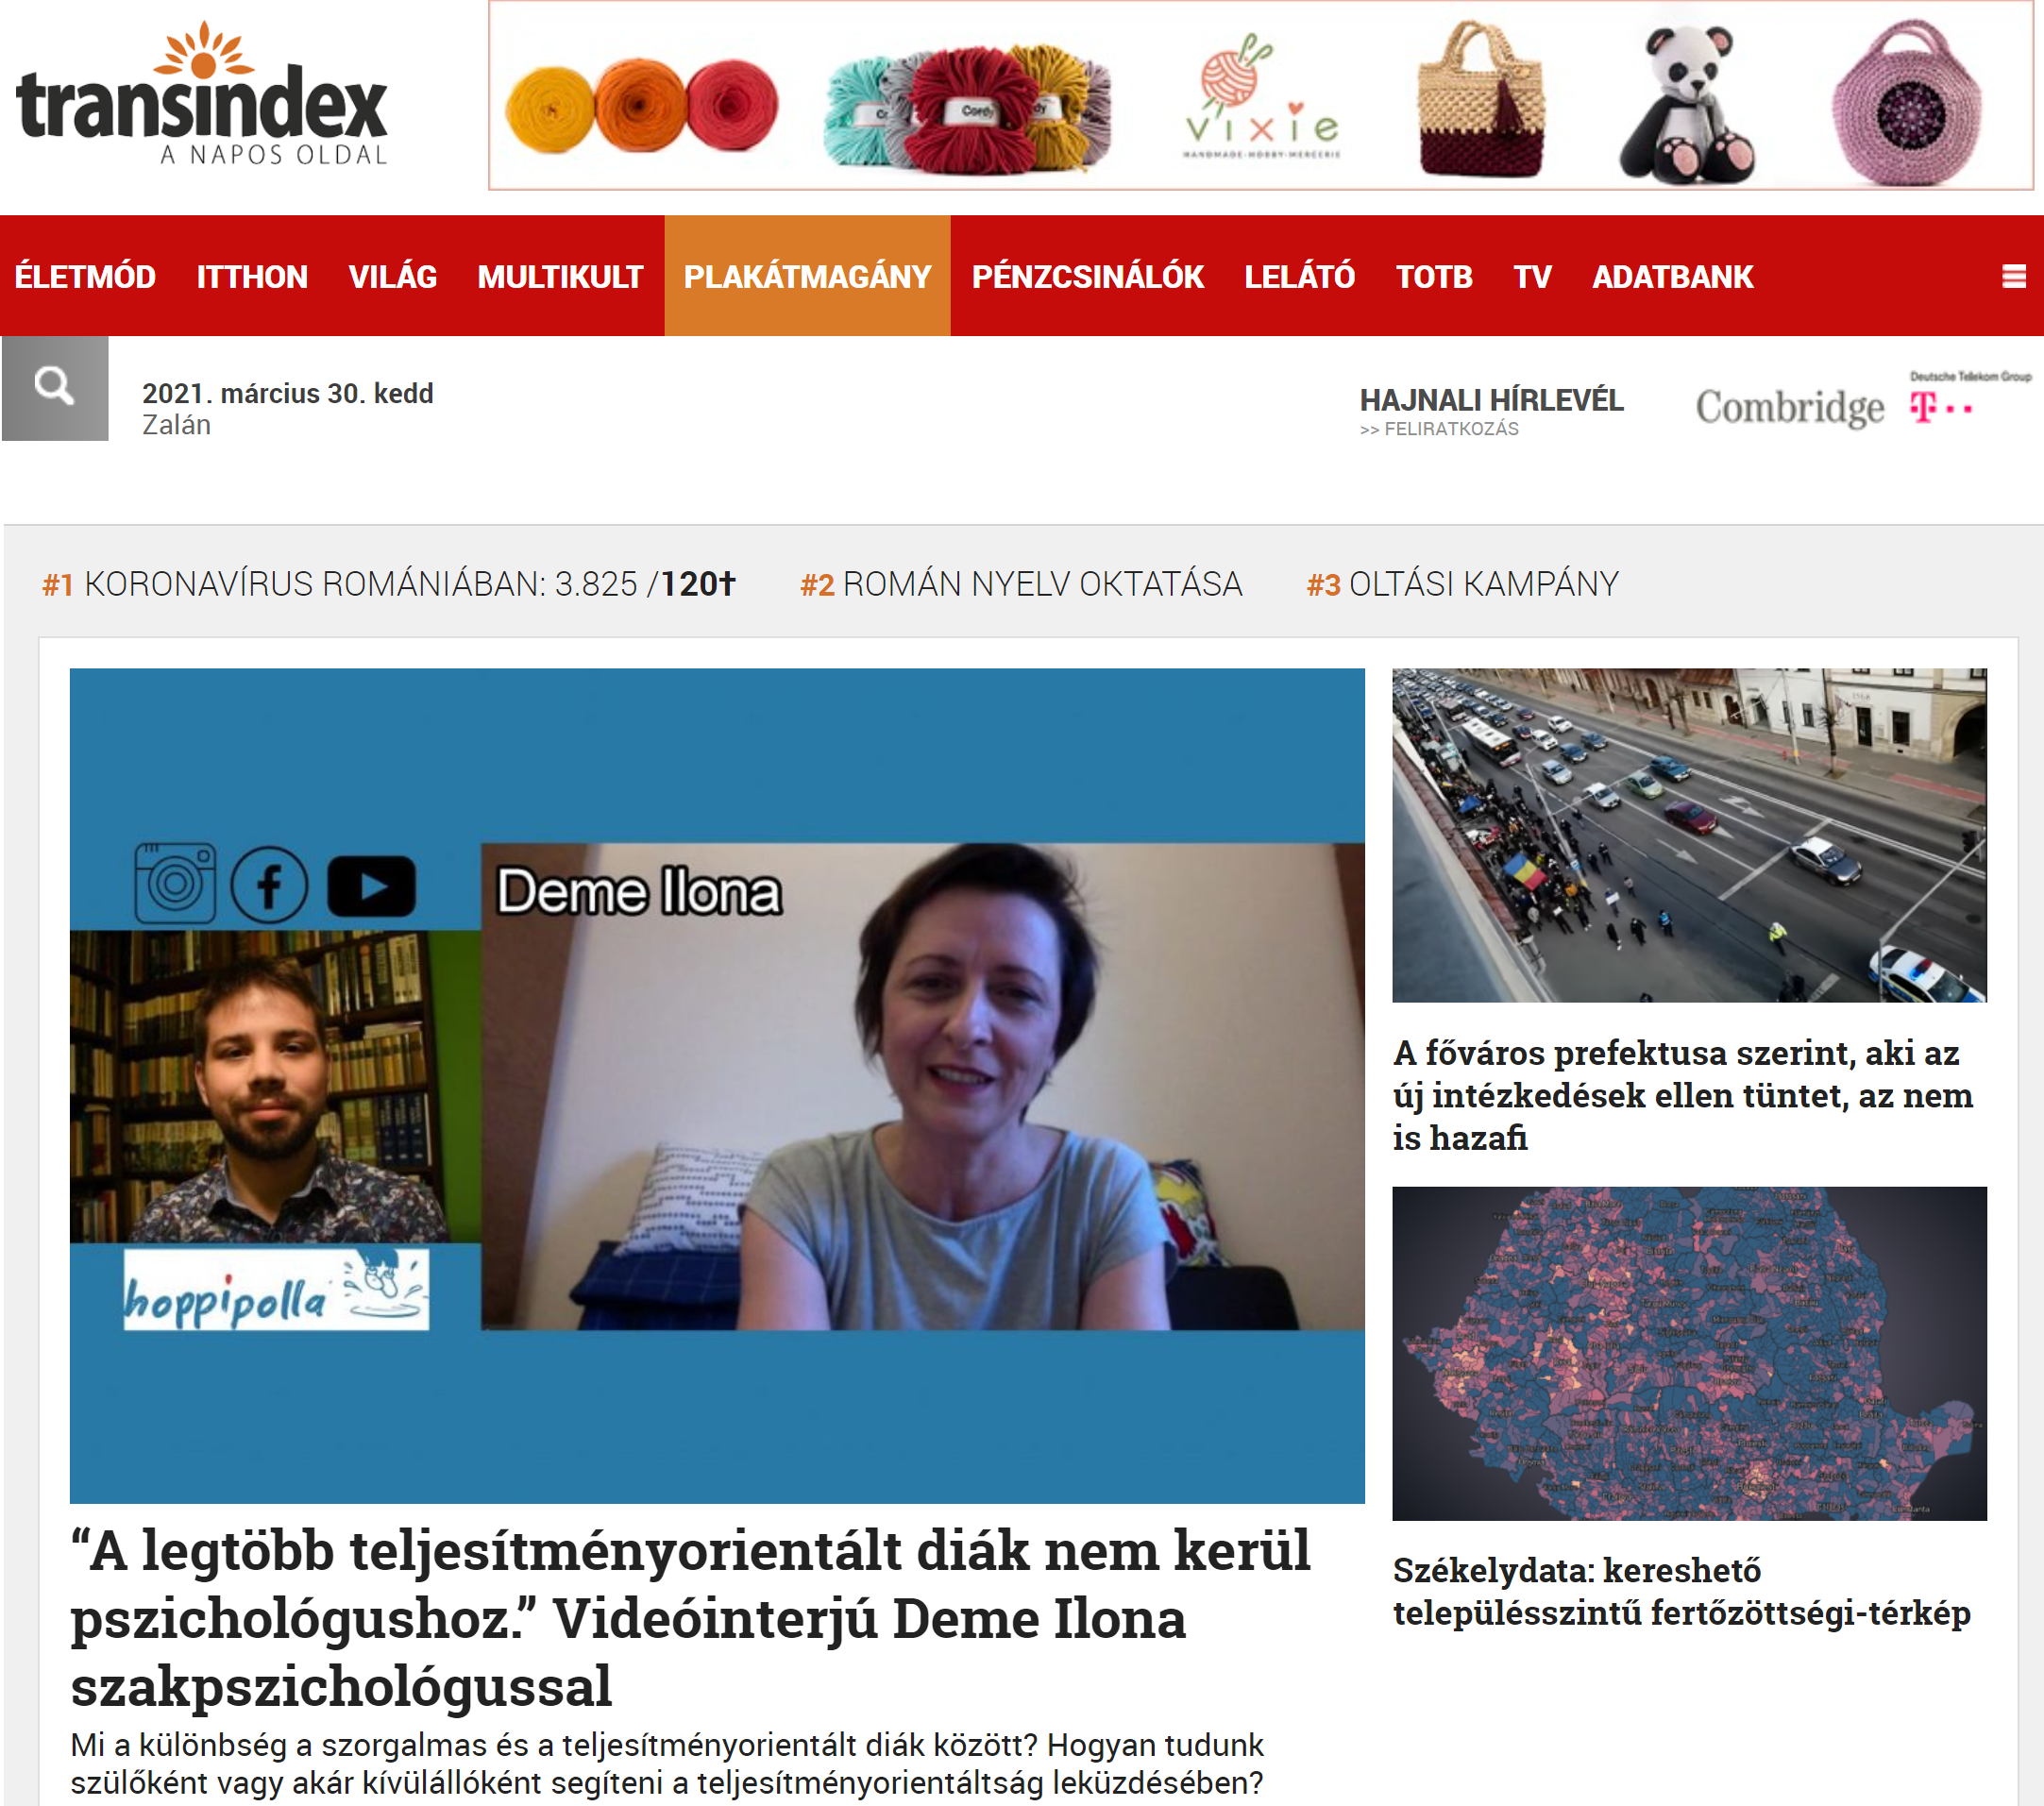 transindex
A NAPOS OLDAL
Cordy
vixie
HANDMADE-HOBBY-MERCERIE
ÉLETMÓD ITTHON VILÁG MULTIKULT PLAKÁTMAGÁNY PÉNZCSINÁLÓK LELÁTÓ TOTB TV ADATBANK
2021. március 30. kedd
Zalán
HAJNALI HÍRLEVÉL
>> FELIRATKOZÁS
Combridge
Deutsche Telekom Group
T
#1 KORONAVÍRUS ROMÁNIÁBAN: 3.825 /120† #2 ROMÁN NYELV OKTATÁSA #3 OLTÁSI KAMPÁNY
Deme Ilona
hoppipolla
“A legtöbb teljesítményorientált diák nem kerül
pszichológushoz.” Videóinterjú Deme Ilona
szakpszichológussal
Mi a különbség a szorgalmas és a teljesítményorientált diák között? Hogyan tudunk
szülőként vagy akár kívülállóként segíteni a teljesítményorientáltság leküzdésében?
A főváros prefektusa szerint, aki az
új intézkedések ellen tüntet, az nem
is hazafi
Székelydata: kereshető
településszintű fertőzöttségi-térkép